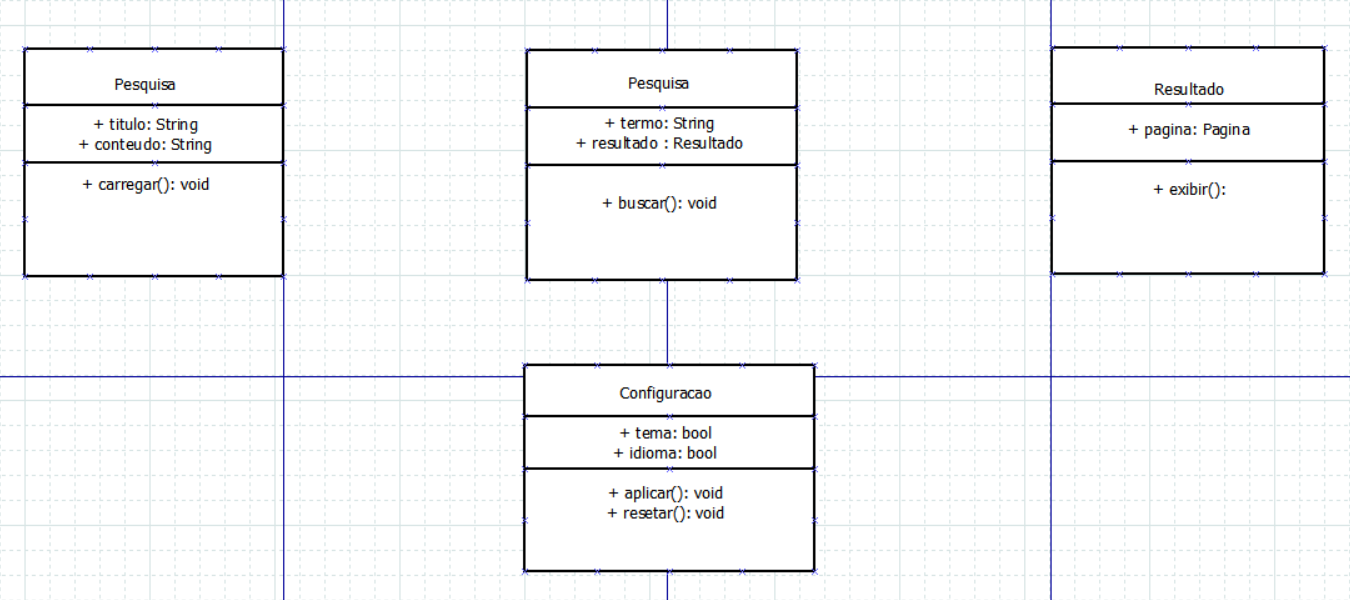 Pesquisa
+ titulo: String
+ conteudo: String
+ carregar(): void
Pesquisa
+ termo: String
+ resultado : Resultado
+ buscar(): void
Resultado
+ pagina: Pagina
+ exibir():
Configuracao
+ tema: bool
+ idioma: bool
+ aplicar(): void
+ resetar(): void